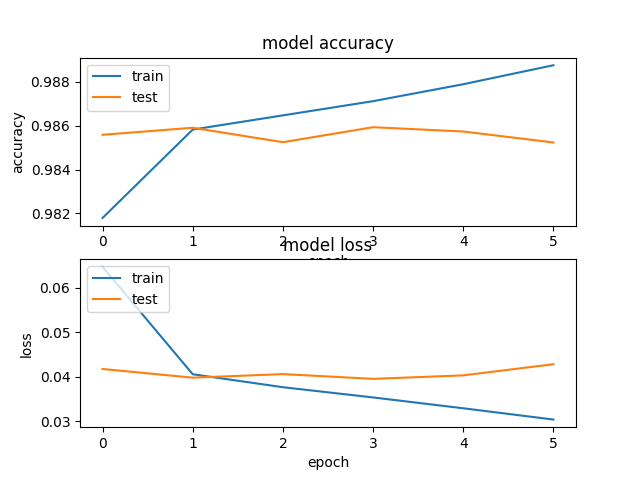 model accuracy
0.988
0.986
0.984
0.982
accuracy
train
test
0 1 2 3 4 5
model loss
0.06
0.05
0.04
0.03
loss
train
test
0 1 2 3 4 5
epoch